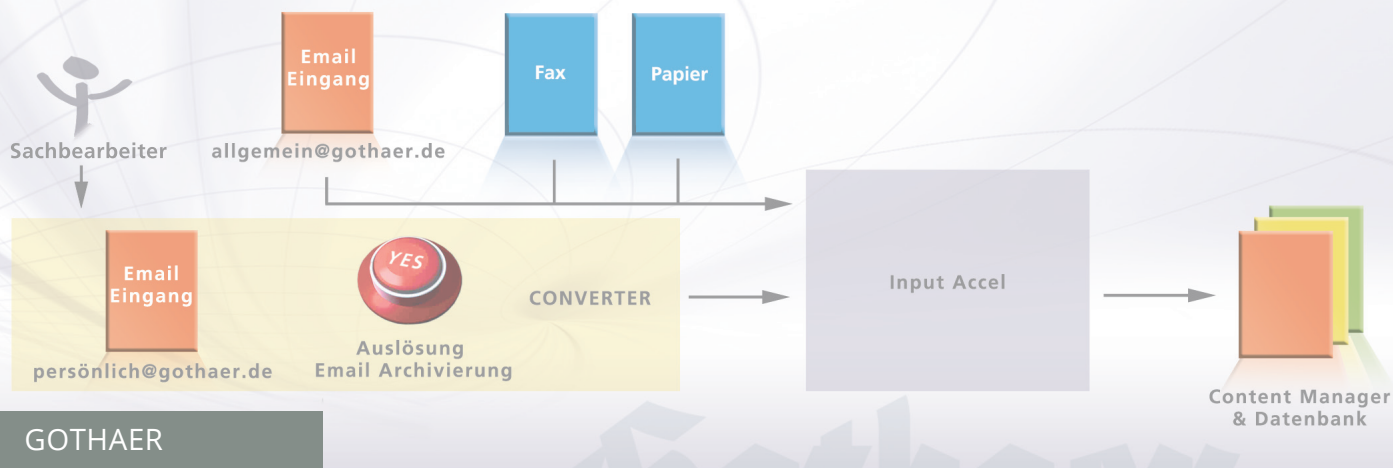 Email
Eingang
Fax
Papier
Sachbearbeiter
allgemein@gothaer.de
Email
Eingang
persönlich@gothaer.de
YES
Auslösung
Email Archivierung
CONVERTER
Input Accel
Content Manager
& Datenbank
GOTHAER
Gothaer